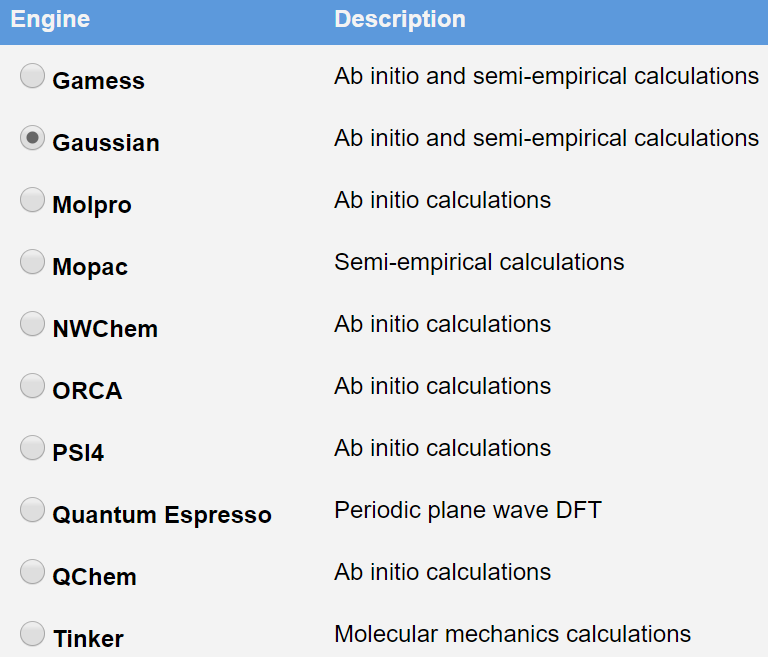 Engine Description
Gamess Ab initio and semi-empirical calculations
Gaussian Ab initio and semi-empirical calculations
Molpro Ab initio calculations
Mopac Semi-empirical calculations
NWChem Ab initio calculations
ORCA Ab initio calculations
PSI4 Ab initio calculations
Quantum Espresso Periodic plane wave DFT
QChem Ab initio calculations
Tinker Molecular mechanics calculations